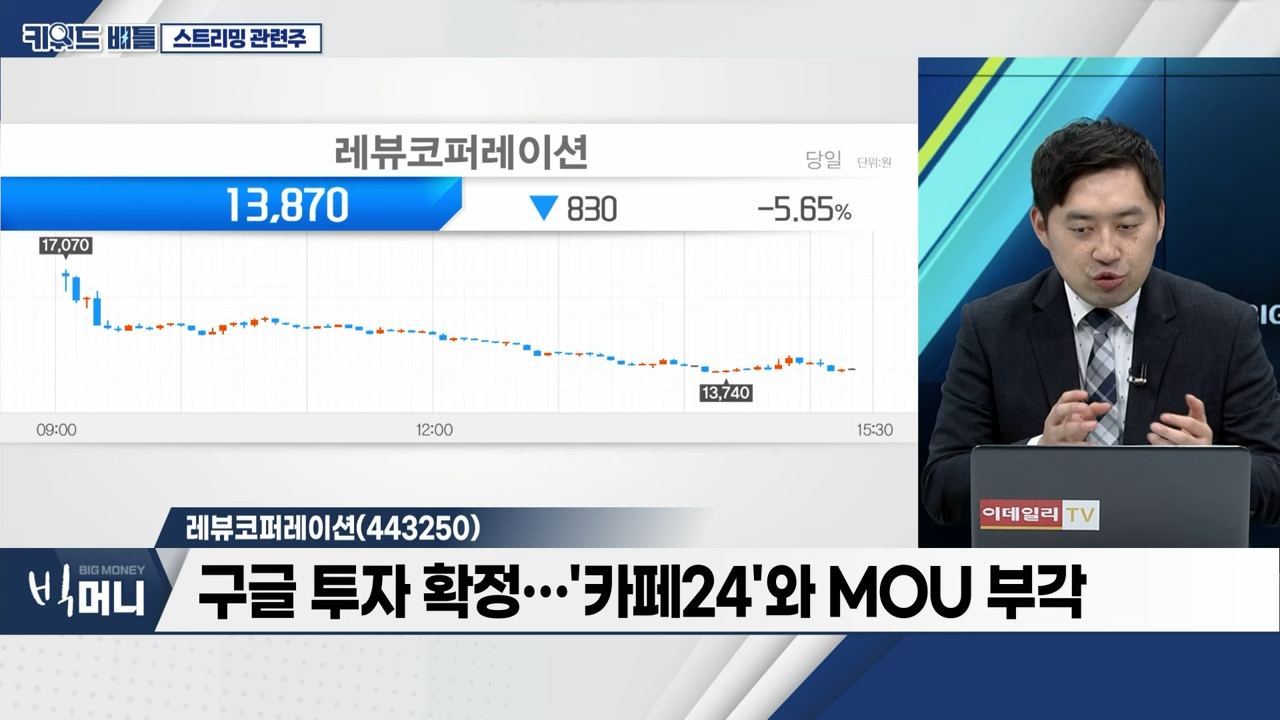 키워드 배틀 스트리밍 관련주
레뷰코퍼레이션
당일 단위:원
13,870 ▼ 830 -5.65%
17,070
13,740
09:00 12:00 15:30
IG
이데일리TV
레뷰코퍼레이션(443250)
BIG MONEY
빅머니
구글 투자 확정…'카페24'와 MOU 부각